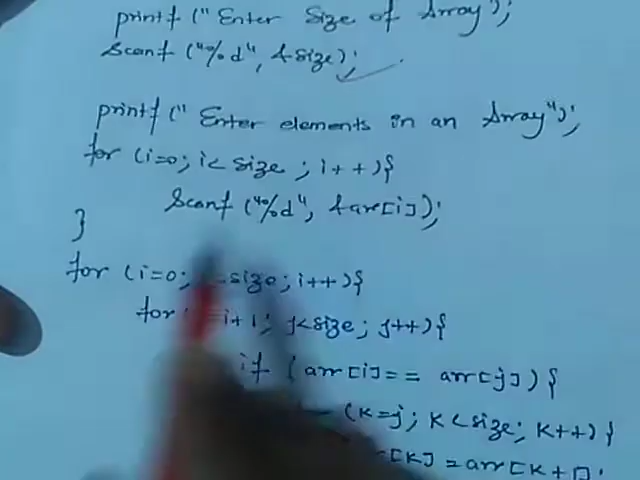 printf (" Enter Size of Array");
Scanf ("%d", &size);
printf (" Enter elements in an Array");
for (i=0; i< size ; i++){
Scanf ("%d", &arr[i]);
}
for (i=0; size; i++){
for i+1; j<size; j++){
if (arr[i]== arr[j]) {
(k=j; k<size; k++) {
[k] =arr[k+